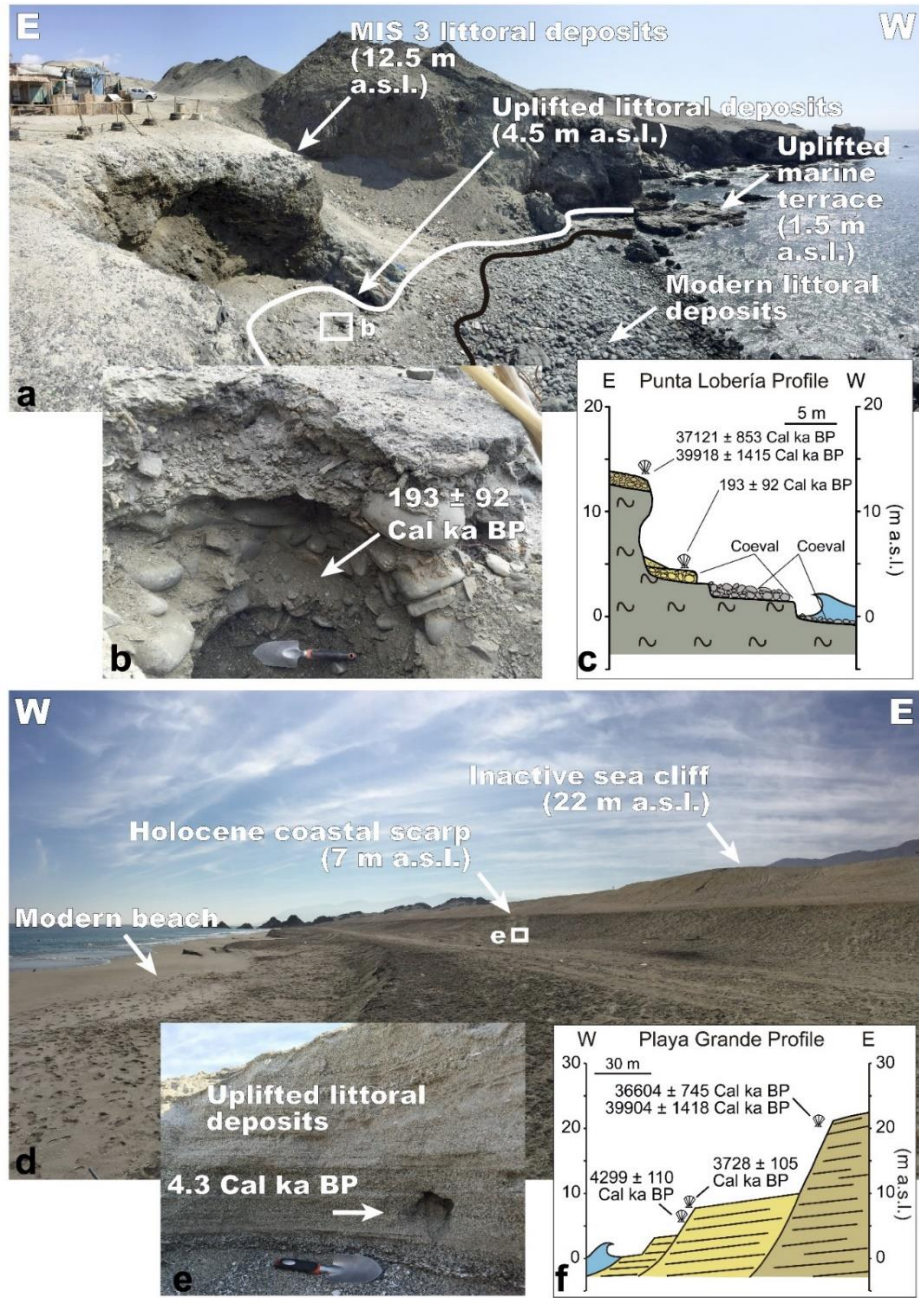 E
W
MIS 3 littoral deposits
(12.5 m
a.s.l.)
Uplifted littoral deposits
(4.5 m a.s.l.)
Uplifted
marine
terrace
(1.5 m
a.s.l.)
Modern littoral
deposits
b
a
193 ± 92
Cal ka BP
b
E Punta Lobería Profile W
20
20
5 m
37121 ± 853 Cal ka BP
39918 ± 1415 Cal ka BP
193 ± 92 Cal ka BP
10
10
Coeval
Coeval
0
0
(m a.s.l.)
c
W
E
Inactive sea cliff
(22 m a.s.l.)
Holocene coastal scarp
(7 m a.s.l.)
Modern beach
e
d
Uplifted littoral
deposits
4.3 Cal ka BP
e
W Playa Grande Profile E
30
30
30 m
36604 ± 745 Cal ka BP
39904 ± 1418 Cal ka BP
20
20
3728 ± 105
Cal ka BP
4299 ± 110
Cal ka BP
10
10
0
0
(m a.s.l.)
f